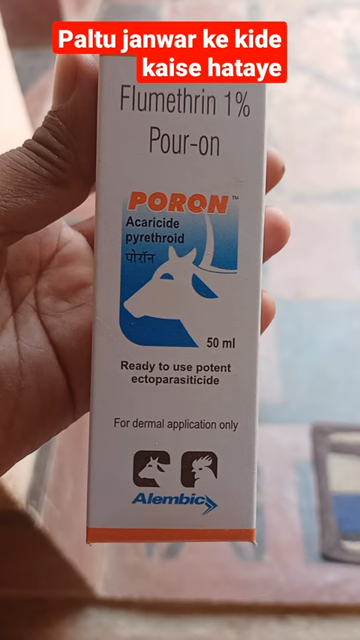 Paltu janwar ke kide
kaise hataye
Flumethrin 1%
Pour-on
PORON™
Acaricide
pyrethroid
पोरॉन
50 ml
Ready to use potent
ectoparasiticide
For dermal application only
Alembic